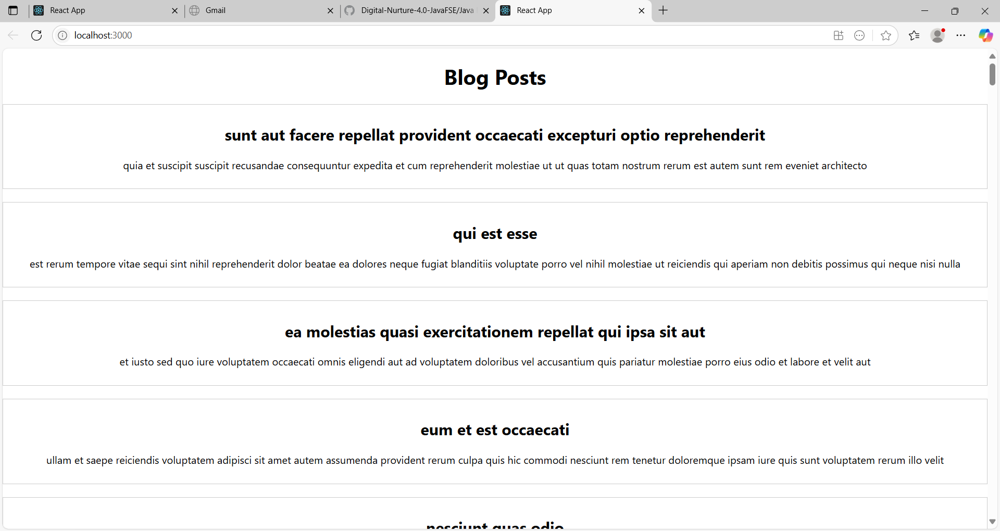 React App
Gmail
Digital-Nurture-4.0-JavaFSE/Java
React App
localhost:3000
Blog Posts
sunt aut facere repellat provident occaecati excepturi optio reprehenderit
quia et suscipit suscipit recusandae consequuntur expedita et cum reprehenderit molestiae ut ut quas totam nostrum rerum est autem sunt rem eveniet architecto
qui est esse
est rerum tempore vitae sequi sint nihil reprehenderit dolor beatae ea dolores neque fugiat blanditiis voluptate porro vel nihil molestiae ut reiciendis qui aperiam non debitis possimus qui neque nisi nulla
ea molestias quasi exercitationem repellat qui ipsa sit aut
et iusto sed quo iure voluptatem occaecati omnis eligendi aut ad voluptatem doloribus vel accusantium quis pariatur molestiae porro eius odio et labore et velit aut
eum et est occaecati
ullam et saepe reiciendis voluptatem adipisci sit amet autem assumenda provident rerum culpa quis hic commodi nesciunt rem tenetur doloremque ipsam iure quis sunt voluptatem rerum illo velit
nesciunt quas odio